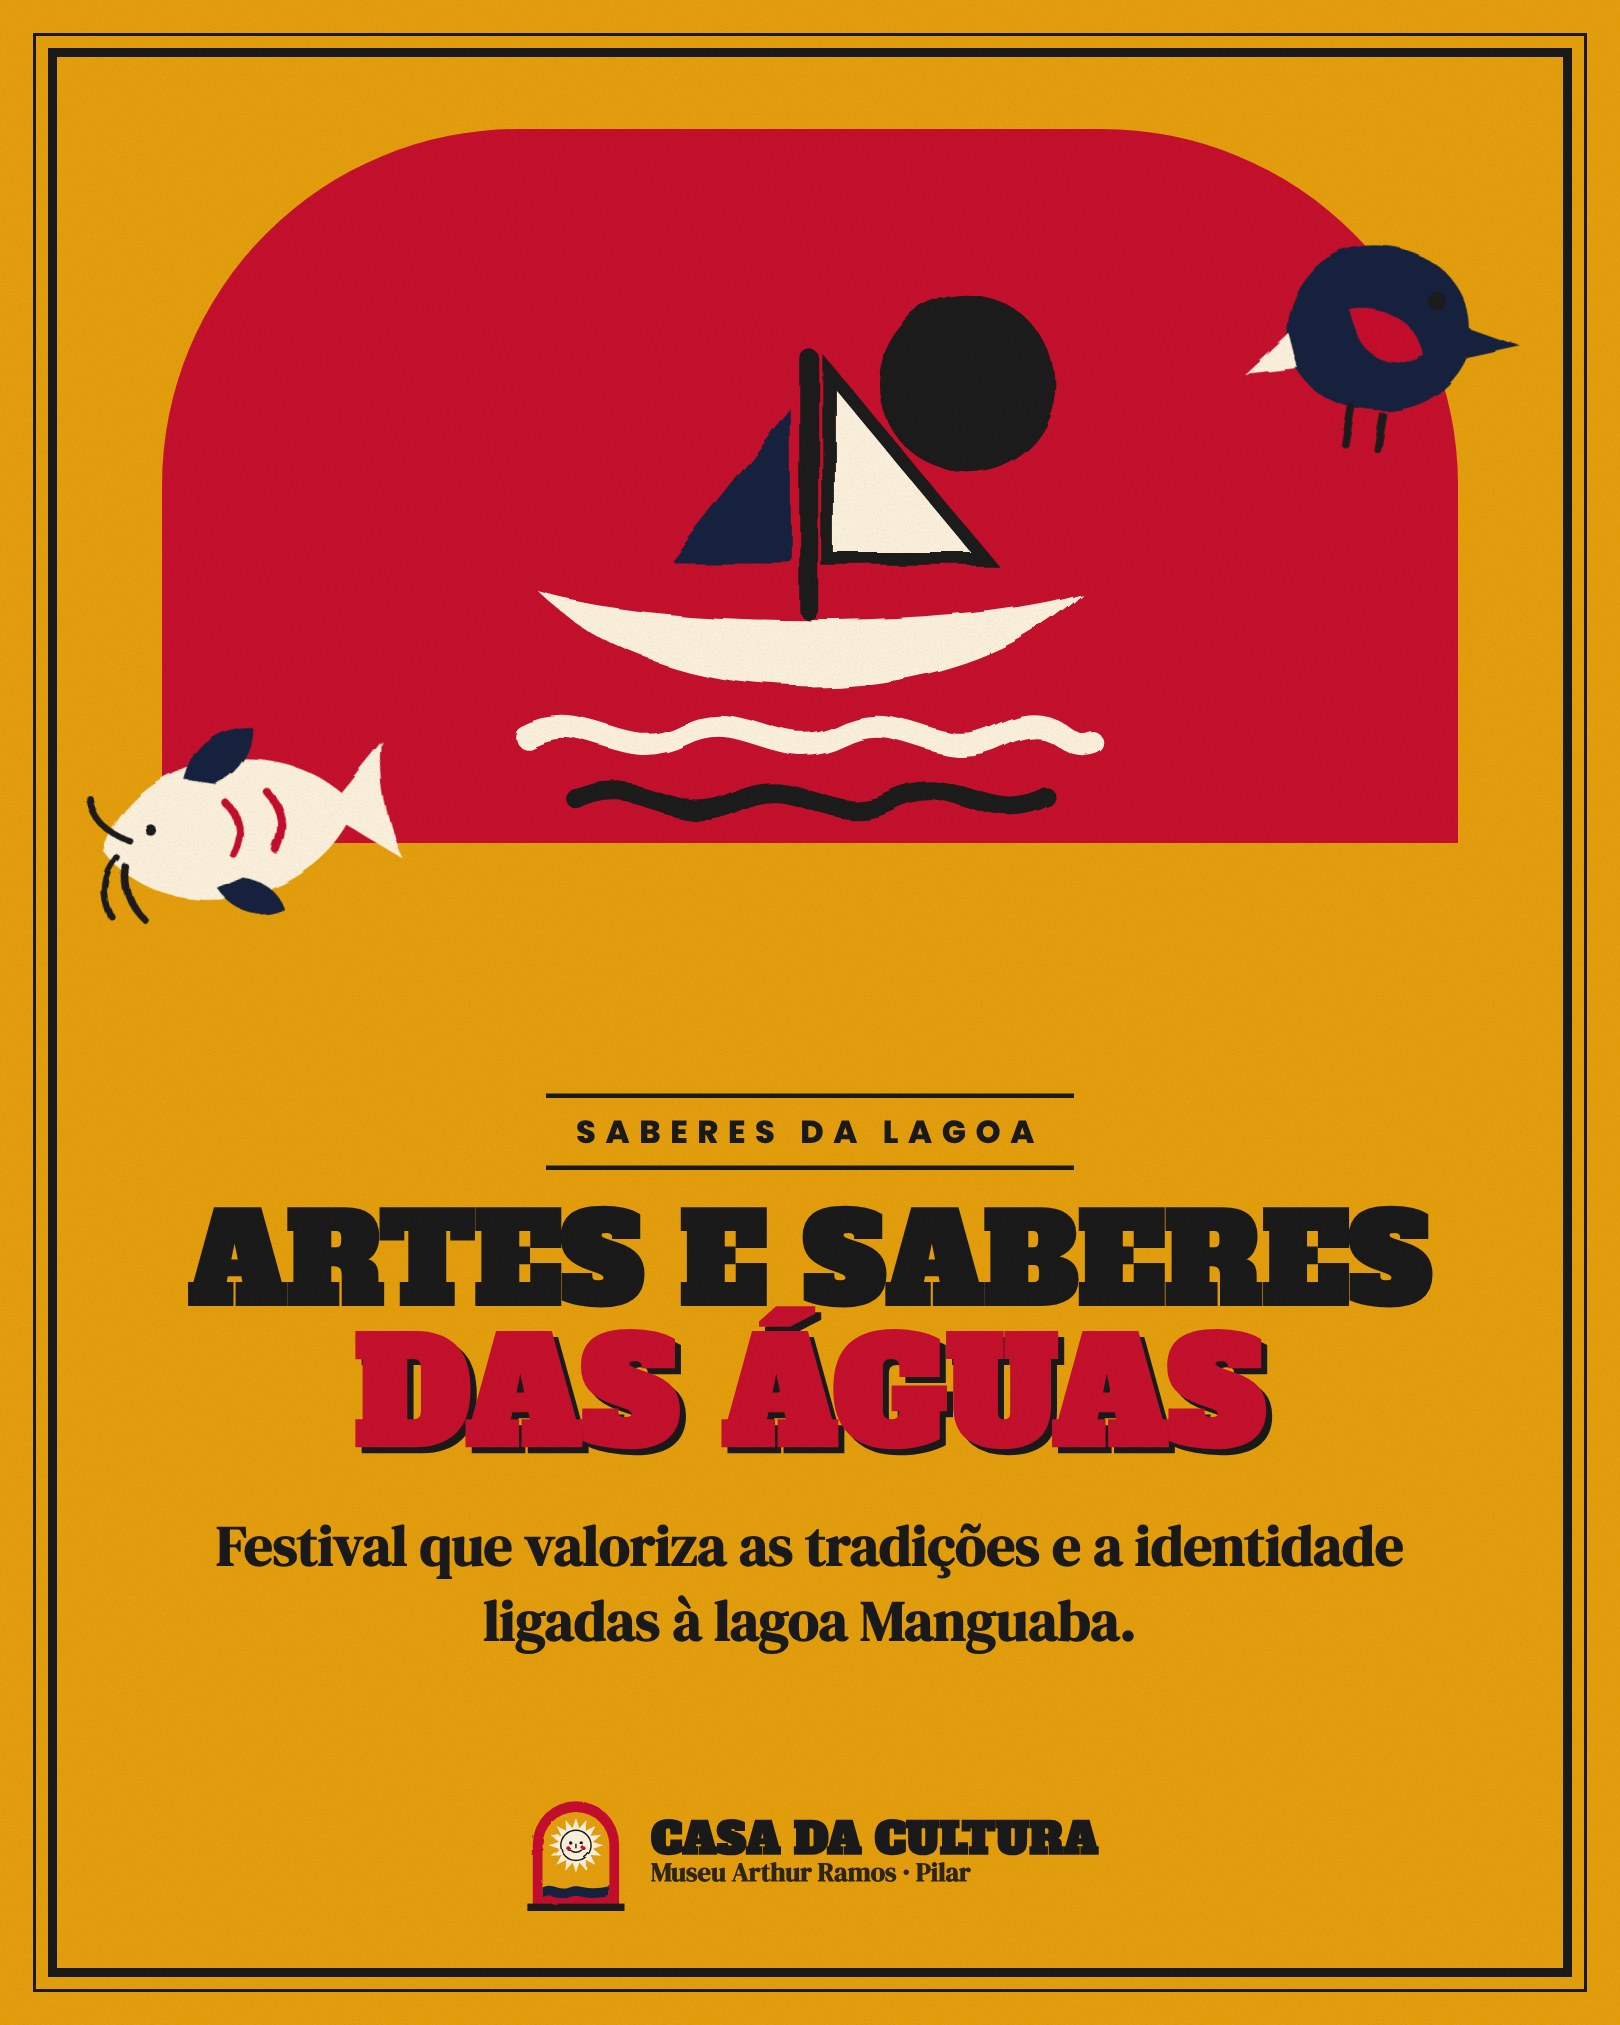 SABERES DA LAGOA
ARTES E SABERES
DAS ÁGUAS
Festival que valoriza as tradições e a identidade
ligadas à lagoa Manguaba.
CASA DA CULTURA
Museu Arthur Ramos · Pilar